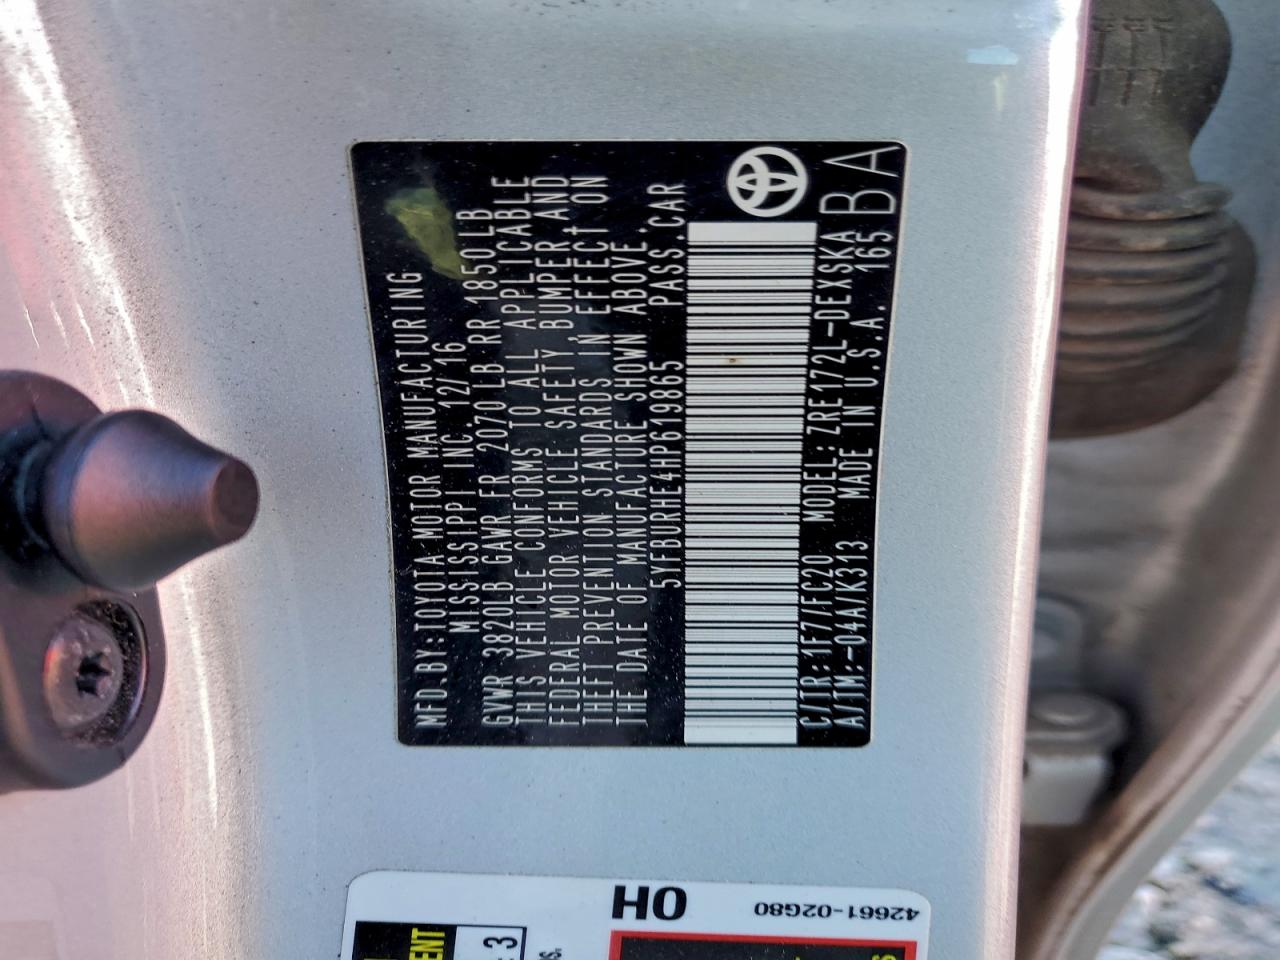 MFD.BY:TOYOTA MOTOR MANUFACTURING
MISSISSIPPI INC.12/16
GVWR 3820LB GAWR FR 2070LB RR 1850LB
THIS VEHICLE CONFORMS TO ALL APPLICABLE
FEDERAL MOTOR VEHICLE SAFETY,BUMPER,AND
THEFT PREVENTION STANDARDS IN EFFECT ON
THE DATE OF MANUFACTURE SHOWN ABOVE.
5YFBURHE4HP619865 PASS.CAR
C/TR:1F7/FC20 MODEL:ZRE172L-DEXSKA
A/TM:-04A/K313 MADE IN U.S.A. 165 BA
OH
42661-02G80
3